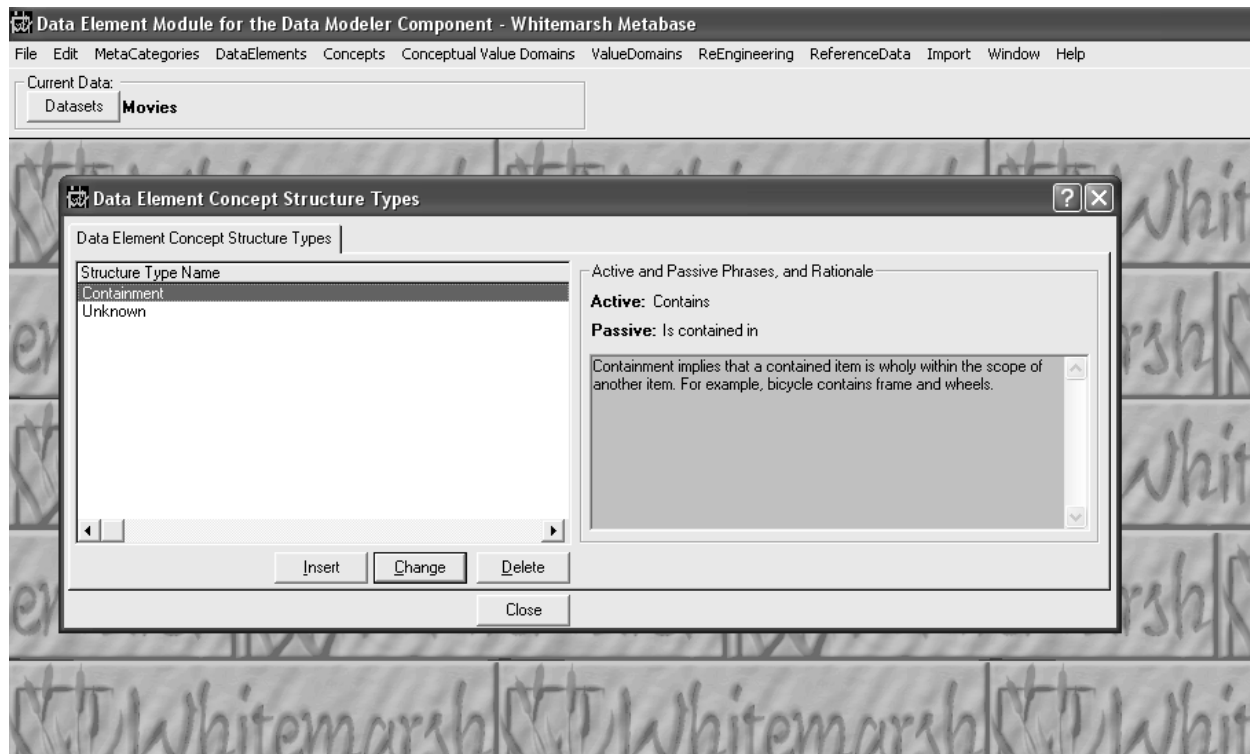 Data Element Module for the Data Modeler Component - Whitemarsh Metabase
File Edit MetaCategories DataElements Concepts Conceptual Value Domains ValueDomains ReEngineering ReferenceData Import Window Help
Current Data:
Datasets Movies
Data Element Concept Structure Types
Data Element Concept Structure Types
Structure Type Name
Containment
Unknown
Active and Passive Phrases, and Rationale
Active: Contains
Passive: Is contained in
Containment implies that a contained item is wholy within the scope of
another item. For example, bicycle contains frame and wheels.
Insert Change Delete
Close
Whitemarsh Whitemarsh Whit